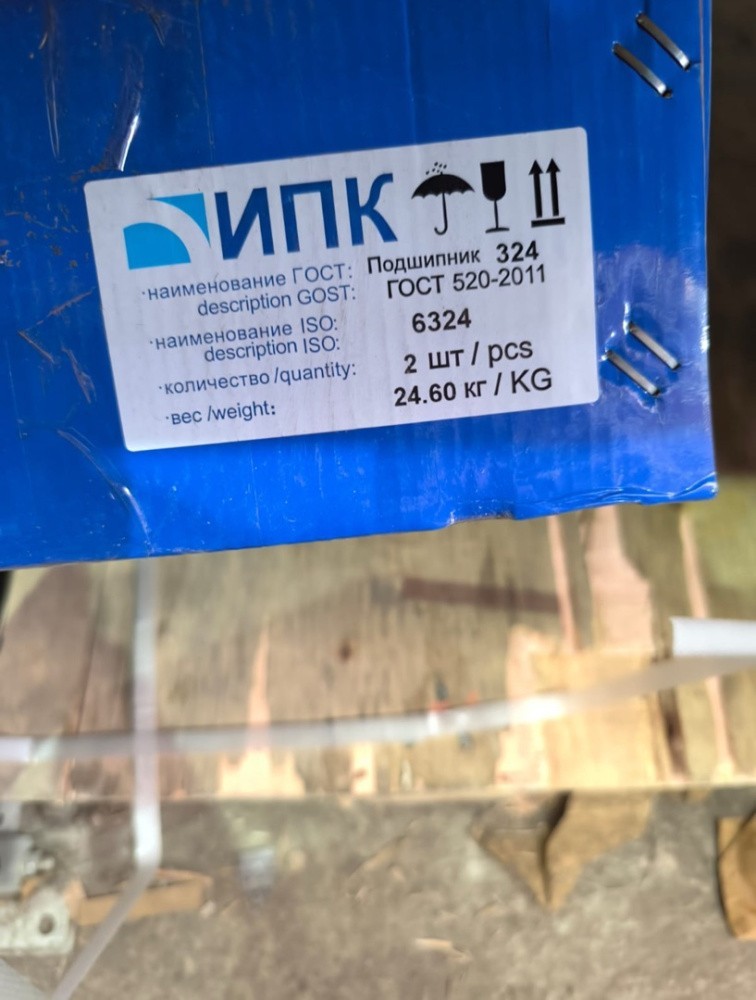 ИПК
·наименование ГОСТ: Подшипник 324
description GOST: ГОСТ 520-2011
·наименование ISO: 6324
description ISO:
·количество /quantity: 2 шт / pcs
·вес /weight: 24.60 кг / KG